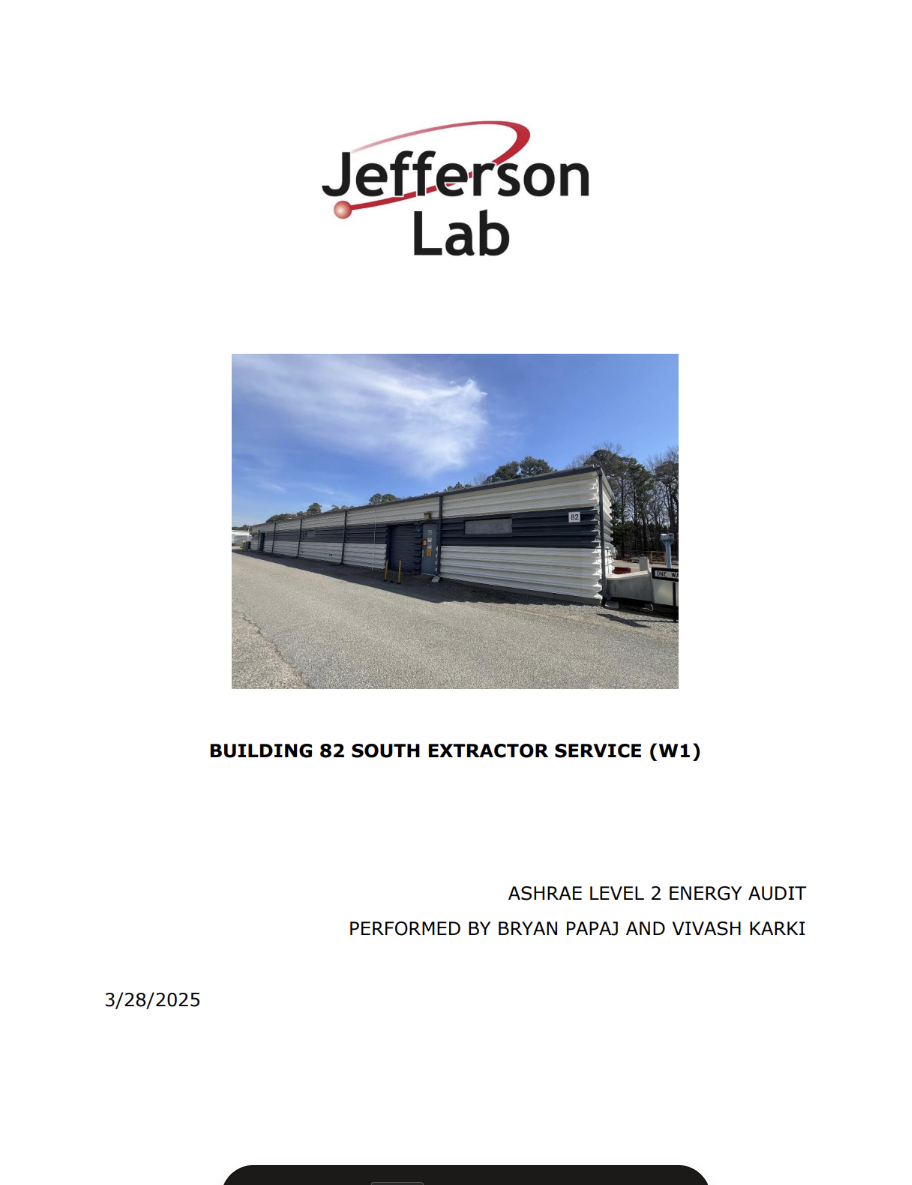 Jefferson
Lab
82
BUILDING 82 SOUTH EXTRACTOR SERVICE (W1)
ASHRAE LEVEL 2 ENERGY AUDIT
PERFORMED BY BRYAN PAPAJ AND VIVASH KARKI
3/28/2025